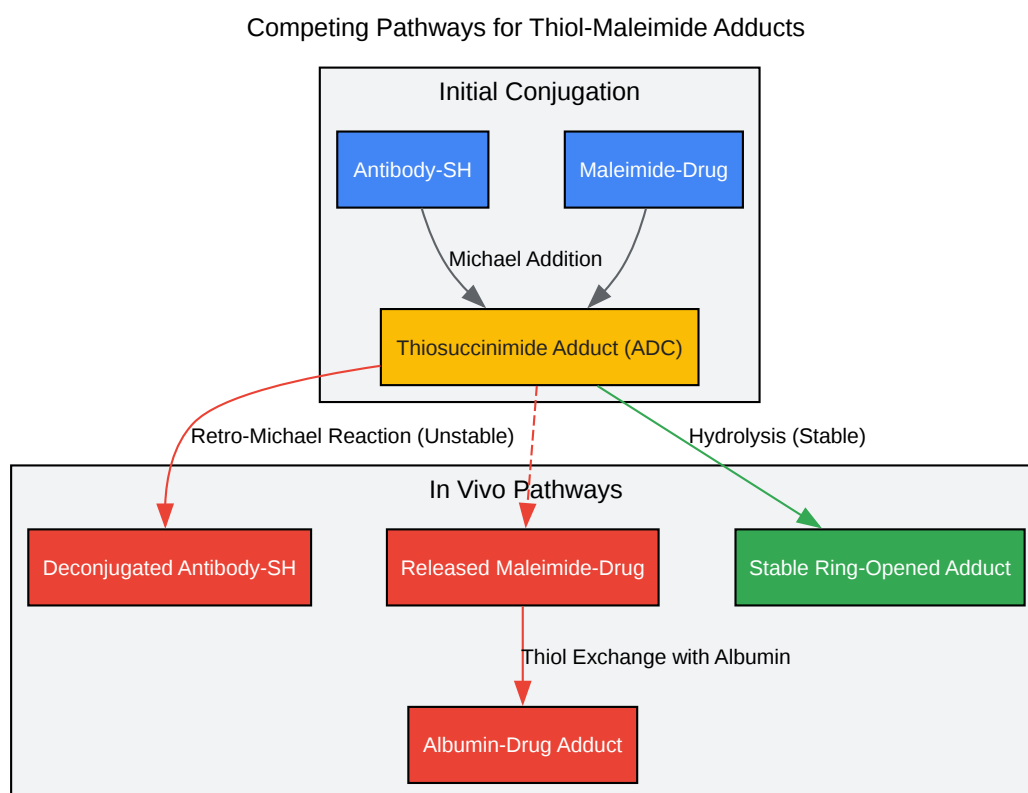 Competing Pathways for Thiol-Maleimide Adducts
Initial Conjugation
Antibody-SH
Maleimide-Drug
Michael Addition
Thiosuccinimide Adduct (ADC)
Retro-Michael Reaction (Unstable)
Hydrolysis (Stable)
In Vivo Pathways
Deconjugated Antibody-SH
Released Maleimide-Drug
Stable Ring-Opened Adduct
Thiol Exchange with Albumin
Albumin-Drug Adduct